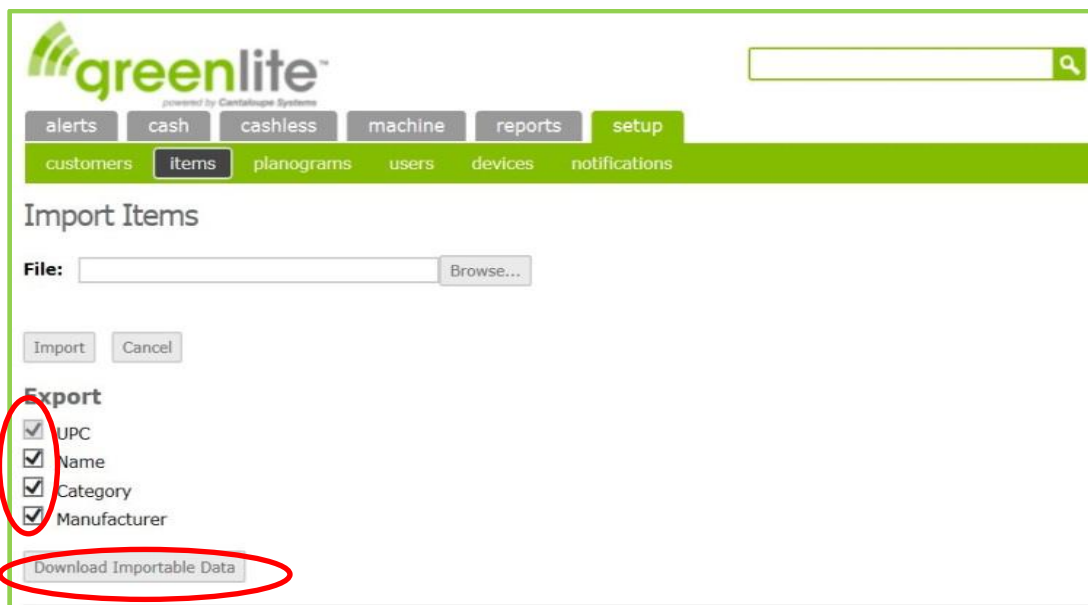 greenlite™
powered by Cantaloupe Systems
alerts cash cashless machine reports setup
customers items planograms users devices notifications
Import Items
File: Browse...
Import Cancel
Export
UPC
Name
Category
Manufacturer
Download Importable Data